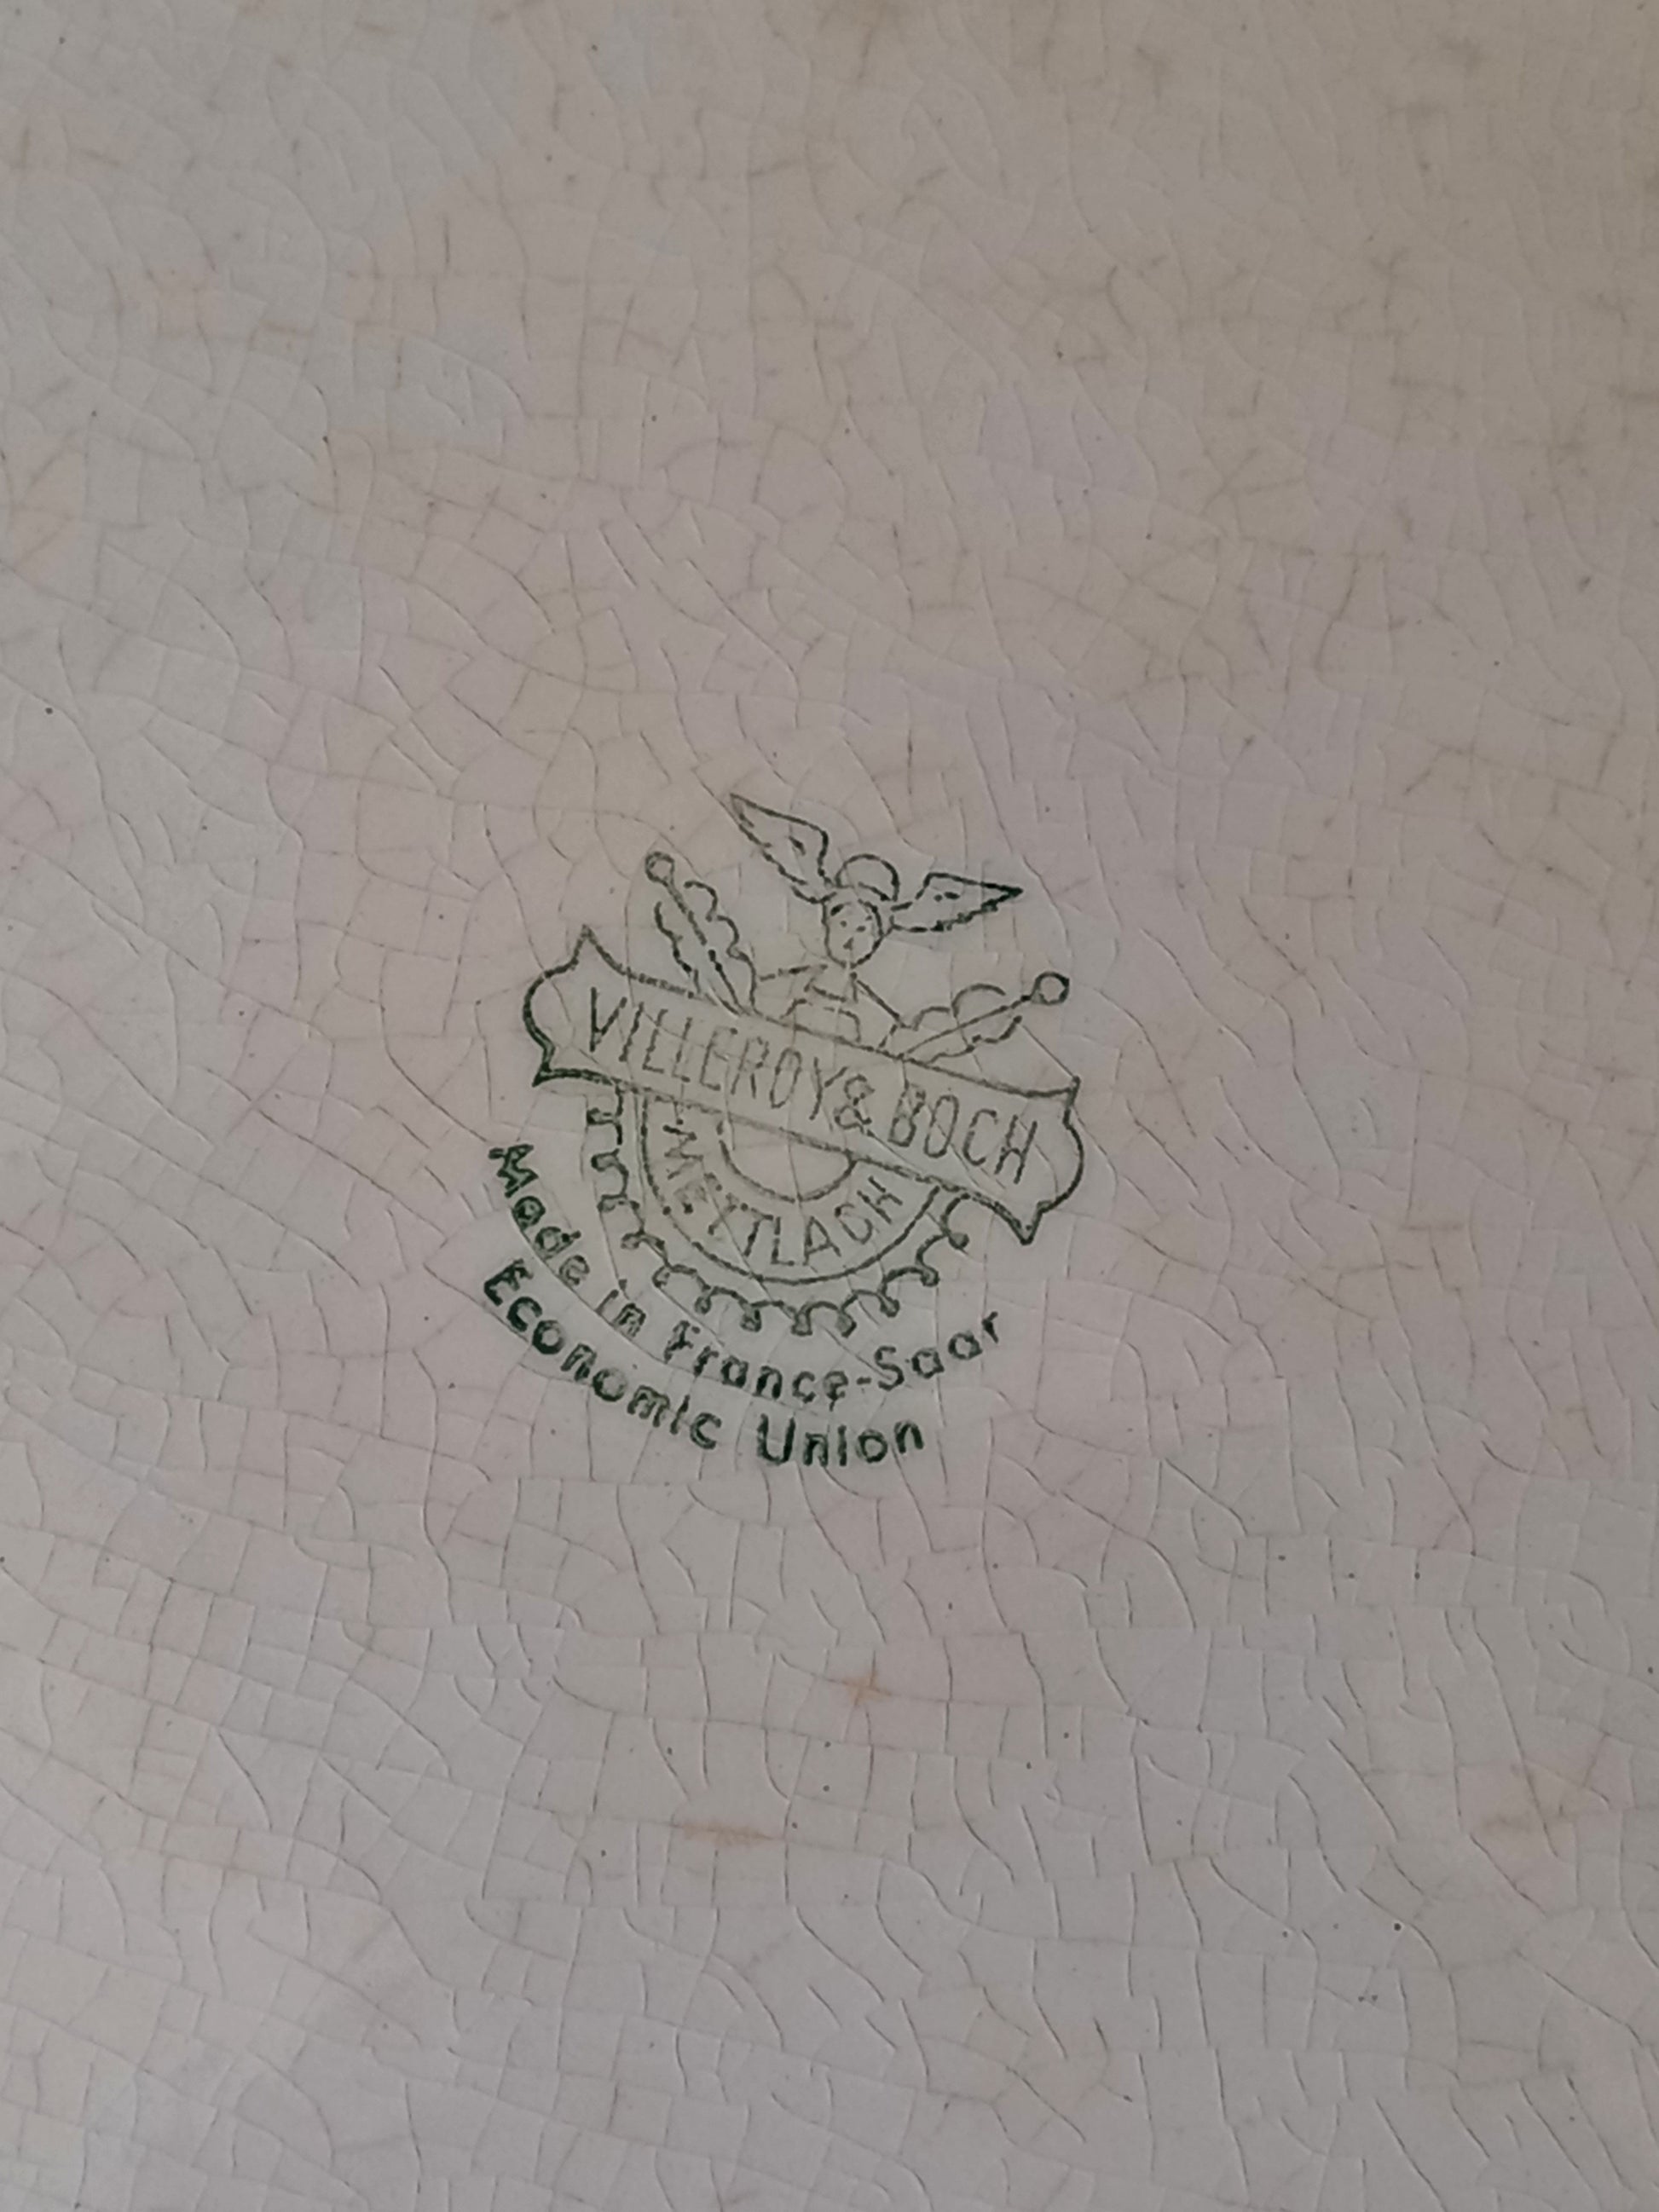 VILLEROY & BOCH
METTLACH
Made in France-Saar
Economic Union